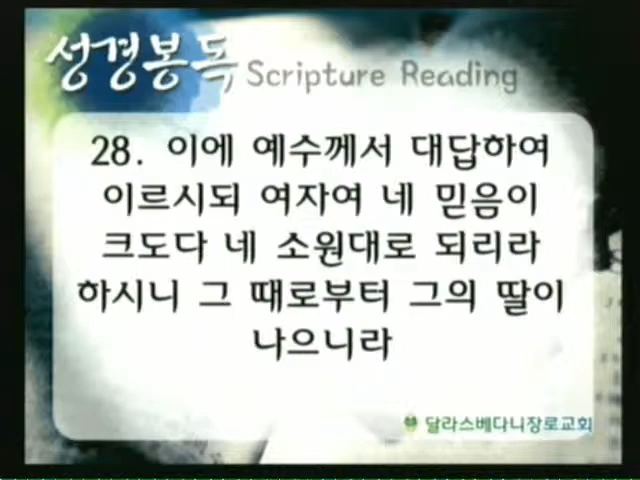 성경봉독 Scripture Reading
28. 이에 예수께서 대답하여
이르시되 여자여 네 믿음이
크도다 네 소원대로 되리라
하시니 그 때로부터 그의 딸이
나으니라
달라스베다니장로교회